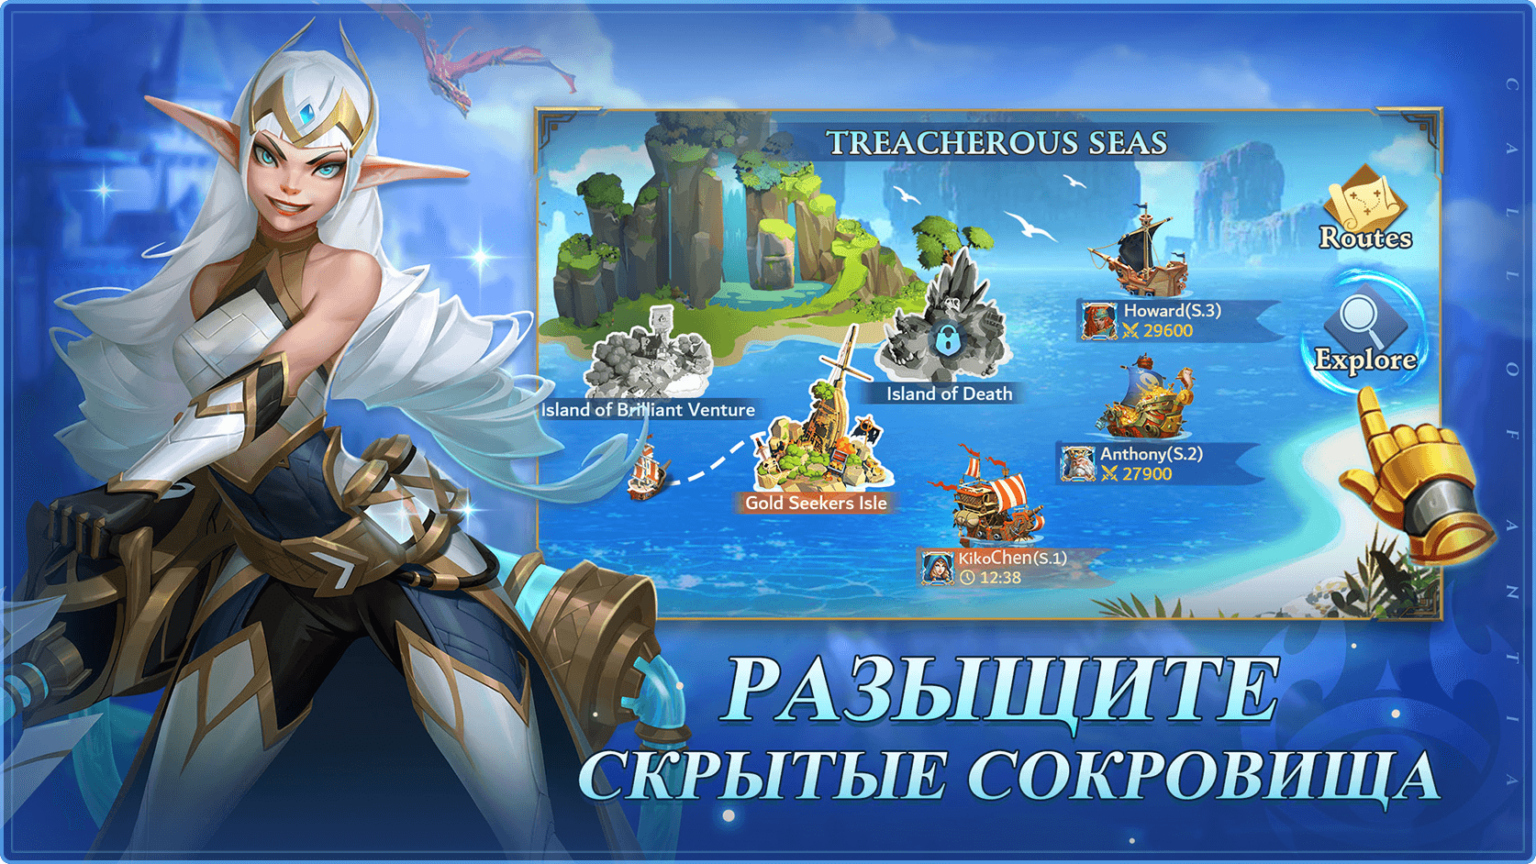 TREACHEROUS SEAS
Routes
Explore
Howard(S.3)
29600
Island of Death
Island of Brilliant Venture
Anthony(S.2)
27900
Gold Seekers Isle
KikoChen(S.1)
12:38
РАЗЫЩИТЕ
СКРЫТЫЕ СОКРОВИЩА
CALL OF ANTIA